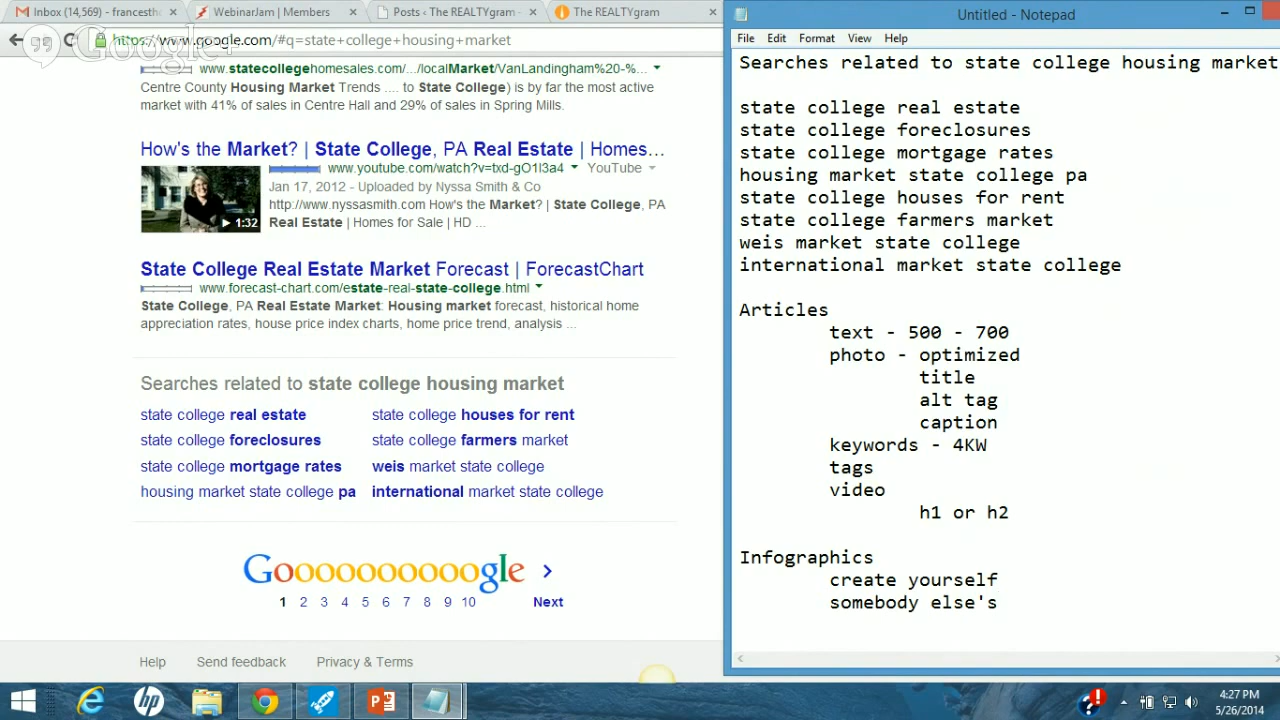 Inbox (14,569) - francesth
WebinarJam | Members
Posts ‹ The REALTYgram -
The REALTYgram
https://www.google.com/#q=state+college+housing+market
Google+
www.statecollegehomesales.com/.../localMarket/VanLandingham%20-%...
Centre County Housing Market Trends .... to State College) is by far the most active
market with 41% of sales in Centre Hall and 29% of sales in Spring Mills.
How's the Market? | State College, PA Real Estate | Homes...
www.youtube.com/watch?v=txd-gO1I3a4 YouTube
Jan 17, 2012 - Uploaded by Nyssa Smith & Co
http://www.nyssasmith.com How's the Market? | State College, PA
Real Estate | Homes for Sale | HD ...
1:32
State College Real Estate Market Forecast | ForecastChart
www.forecast-chart.com/estate-real-state-college.html
State College, PA Real Estate Market: Housing market forecast, historical home
appreciation rates, house price index charts, home price trend, analysis ...
Searches related to state college housing market
state college real estate state college houses for rent
state college foreclosures state college farmers market
state college mortgage rates weis market state college
housing market state college pa international market state college
Goooooooooogle
1 2 3 4 5 6 7 8 9 10 Next
Help Send feedback Privacy & Terms
Untitled - Notepad
File Edit Format View Help
Searches related to state college housing market
state college real estate
state college foreclosures
state college mortgage rates
housing market state college pa
state college houses for rent
state college farmers market
weis market state college
international market state college
Articles
text - 500 - 700
photo - optimized
title
alt tag
caption
keywords - 4KW
tags
video
h1 or h2
Infographics
create yourself
somebody else's
4:27 PM
5/26/2014